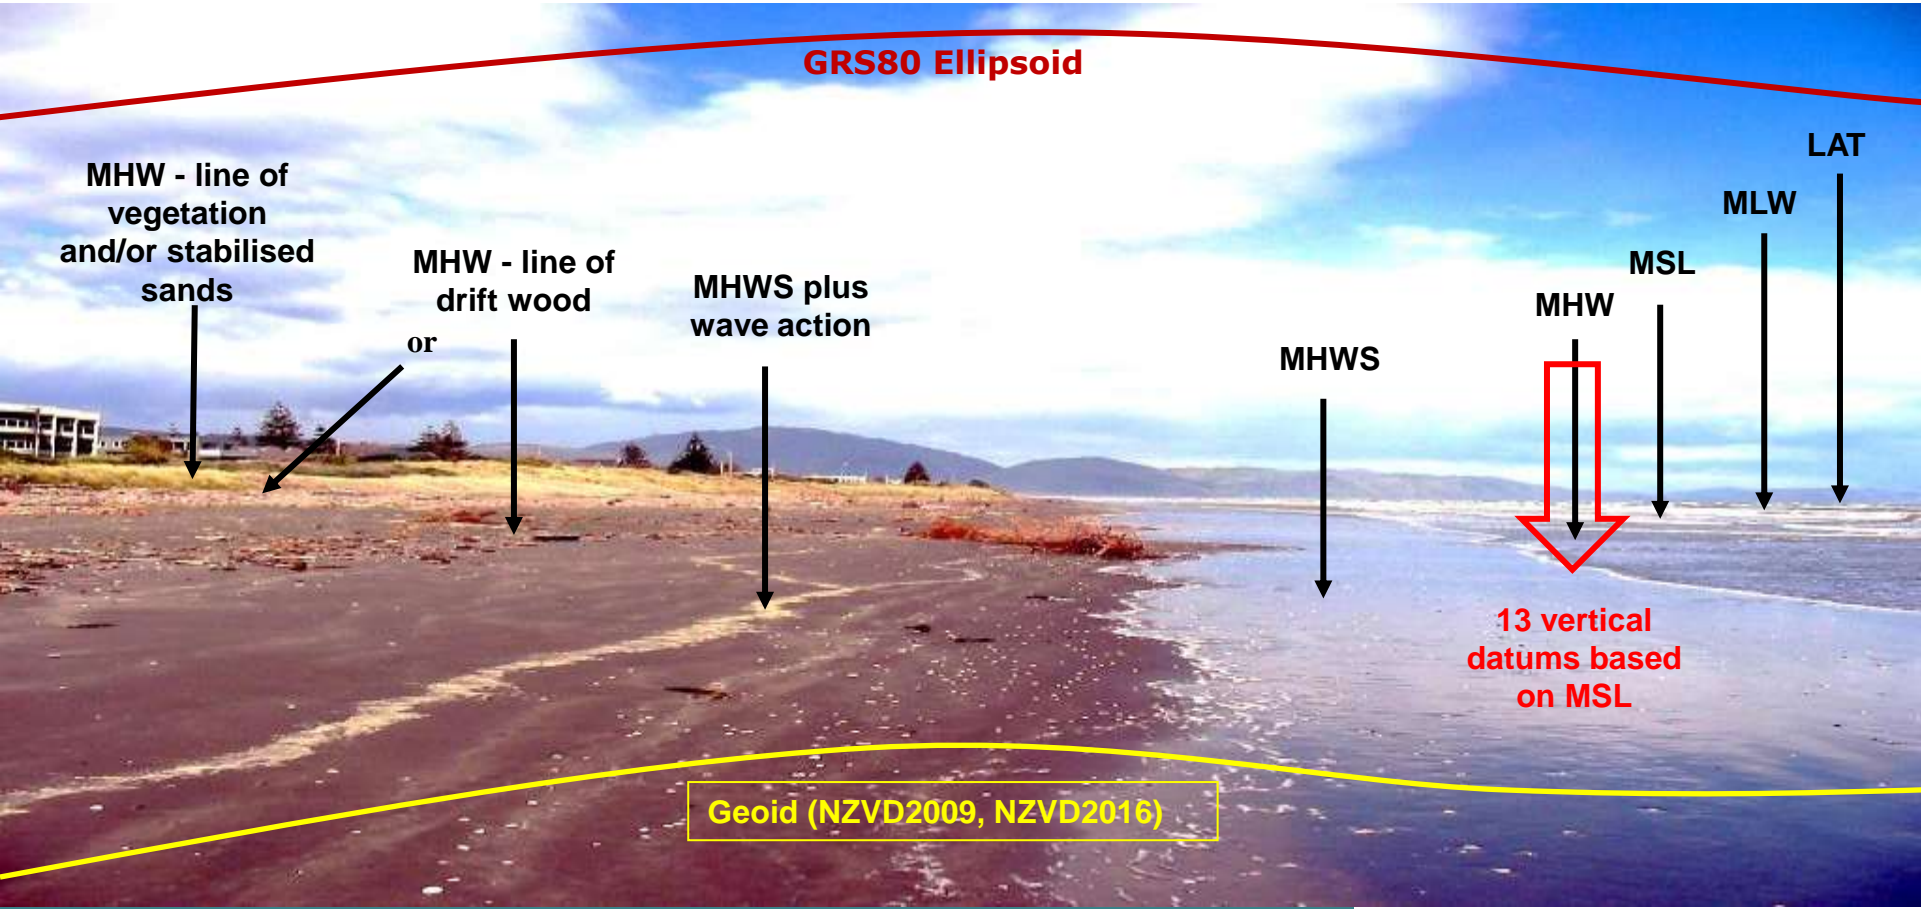 GRS80 Ellipsoid
MHW - line of
vegetation
and/or stabilised
sands
or
MHW - line of
drift wood
MHWS plus
wave action
MHWS
MHW
MSL
MLW
LAT
13 vertical
datums based
on MSL
Geoid (NZVD2009, NZVD2016)